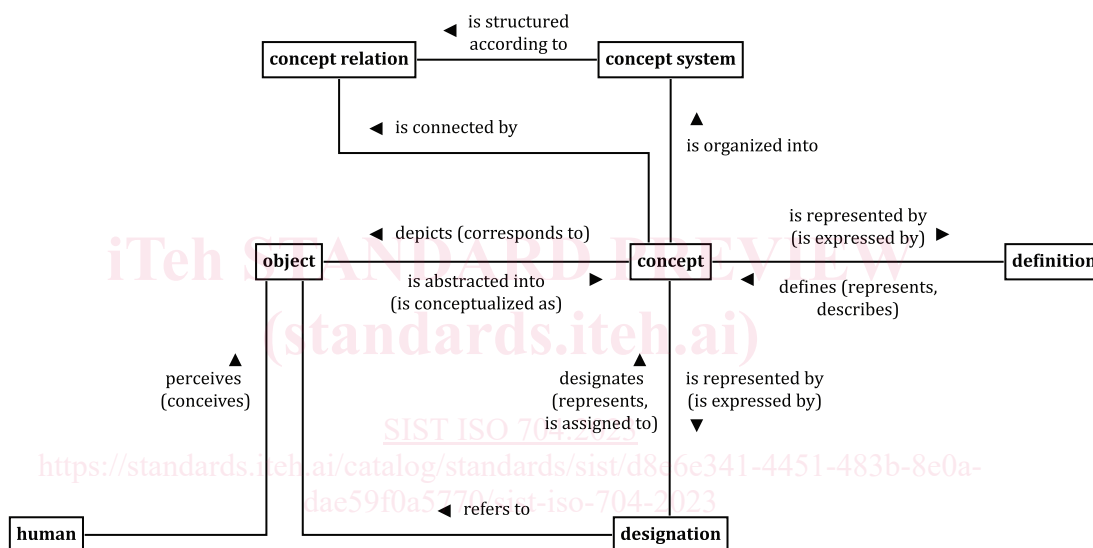 is structured
according to
concept relation
concept system
is connected by
is organized into
is represented by
(is expressed by)
depicts (corresponds to)
iTeh STANDARD PREVIEW
object
concept
definition
is abstracted into
(is conceptualized as)
defines (represents,
describes)
(standards.iteh.ai)
perceives
(conceives)
designates
(represents,
is assigned to)
is represented by
(is expressed by)
SIST ISO 704:2023
https://standards.iteh.ai/catalog/standards/sist/d8e6e341-4451-483b-8e0a-
dae59f0a5770/sist-iso-704-2023
refers to
human
designation